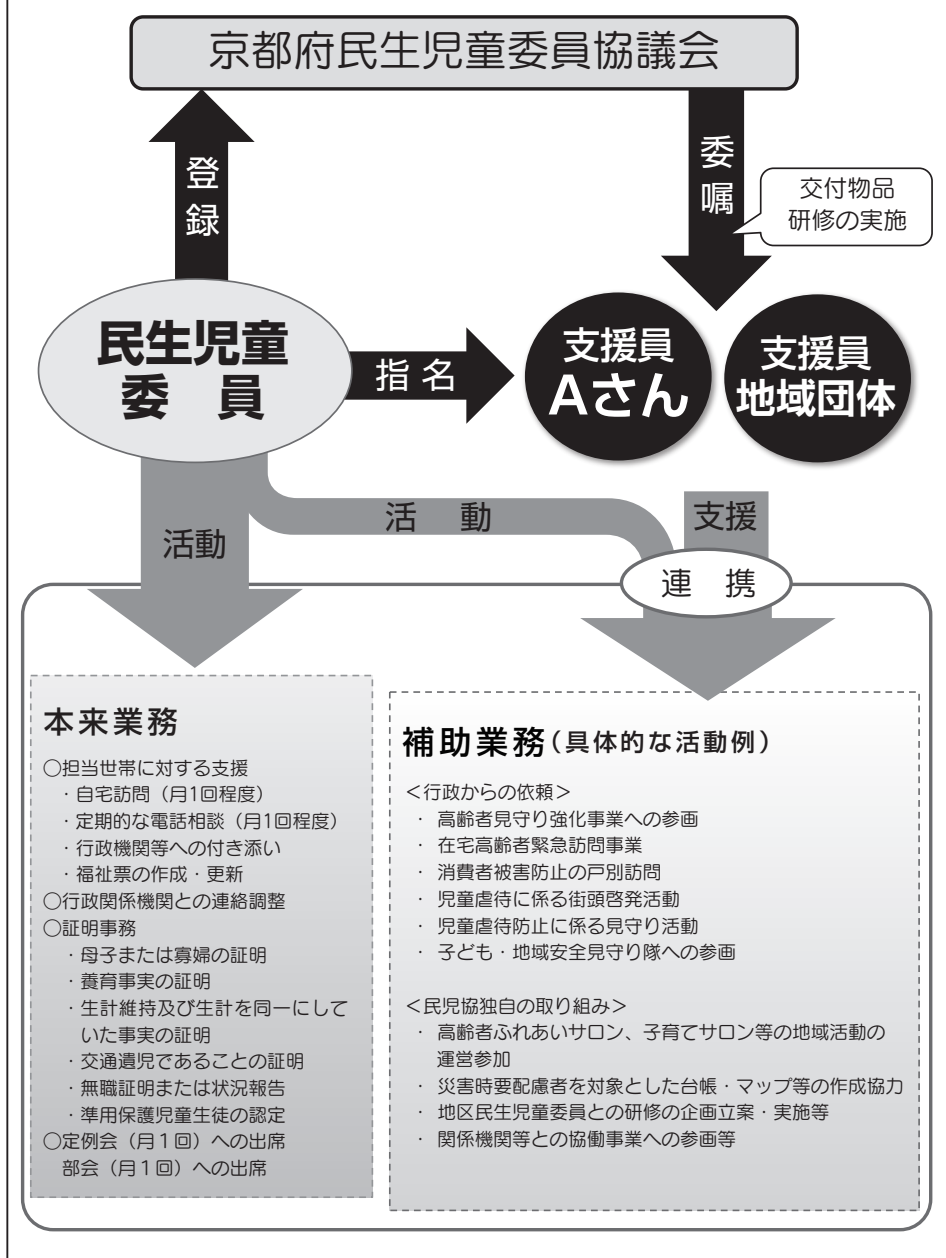 京都府民生児童委員協議会
登録
委嘱
交付物品
研修の実施
民生児童
委 員
指名
支援員
Aさん
支援員
地域団体
活動
活 動
支援
連 携
本来業務
○担当世帯に対する支援
・自宅訪問（月1回程度）
・定期的な電話相談（月1回程度）
・行政機関等への付き添い
・福祉票の作成・更新
○行政関係機関との連絡調整
○証明事務
・母子または寡婦の証明
・養育事実の証明
・生計維持及び生計を同一にして
いた事実の証明
・交通遺児であることの証明
・無職証明または状況報告
・準用保護児童生徒の認定
○定例会（月１回）への出席
部会（月１回）への出席
補助業務（具体的な活動例）
＜行政からの依頼＞
・ 高齢者見守り強化事業への参画
・ 在宅高齢者緊急訪問事業
・ 消費者被害防止の戸別訪問
・ 児童虐待に係る街頭啓発活動
・ 児童虐待防止に係る見守り活動
・ 子ども・地域安全見守り隊への参画
＜民児協独自の取り組み＞
・ 高齢者ふれあいサロン、子育てサロン等の地域活動の
運営参加
・ 災害時要配慮者を対象とした台帳・マップ等の作成協力
・ 地区民生児童委員との研修の企画立案・実施等
・ 関係機関等との協働事業への参画等